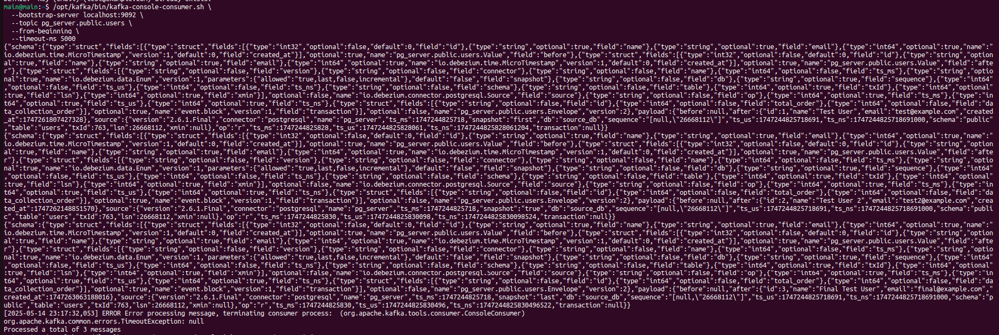 main@main:~$ /opt/kafka/bin/kafka-console-consumer.sh \
  --bootstrap-server localhost:9092 \
  --topic pg_server.public.users \
  --from-beginning \
  --timeout-ms 5000
{"schema":{"type":"struct","fields":[{"type":"struct","fields":[{"type":"int32","optional":false,"default":0,"field":"id"},{"type":"string","optional":true,"field":"name"},{"type":"string","optional":true,"field":"email"},{"type":"int64","optional":true,"name":"
io.debezium.time.MicroTimestamp","version":1,"default":0,"field":"created_at"}],"optional":true,"name":"pg_server.public.users.Value","field":"before"},{"type":"struct","fields":[{"type":"int32","optional":false,"default":0,"field":"id"},{"type":"string","option
al":true,"field":"name"},{"type":"string","optional":true,"field":"email"},{"type":"int64","optional":true,"name":"io.debezium.time.MicroTimestamp","version":1,"default":0,"field":"created_at"}],"optional":true,"name":"pg_server.public.users.Value","field":"afte
r"},{"type":"struct","fields":[{"type":"string","optional":false,"field":"version"},{"type":"string","optional":false,"field":"connector"},{"type":"string","optional":false,"field":"name"},{"type":"int64","optional":false,"field":"ts_ms"},{"type":"string","optio
nal":true,"name":"io.debezium.data.Enum","version":1,"parameters":{"allowed":"true,last,false,incremental"},"default":"false","field":"snapshot"},{"type":"string","optional":false,"field":"db"},{"type":"string","optional":true,"field":"sequence"},{"type":"int64"
,"optional":false,"field":"ts_us"},{"type":"int64","optional":false,"field":"ts_ns"},{"type":"string","optional":false,"field":"schema"},{"type":"string","optional":false,"field":"table"},{"type":"int64","optional":true,"field":"txId"},{"type":"int64","optional"
:true,"field":"lsn"},{"type":"int64","optional":true,"field":"xmin"}],"optional":false,"name":"io.debezium.connector.postgresql.Source","field":"source"},{"type":"string","optional":false,"field":"op"},{"type":"int64","optional":true,"field":"ts_ms"},{"type":"in
t64","optional":true,"field":"ts_us"},{"type":"int64","optional":true,"field":"ts_ns"},{"type":"struct","fields":[{"type":"string","optional":false,"field":"id"},{"type":"int64","optional":false,"field":"total_order"},{"type":"int64","optional":false,"field":"da
ta_collection_order"}],"optional":true,"name":"event.block","version":1,"field":"transaction"}],"optional":false,"name":"pg_server.public.users.Envelope","version":2},"payload":{"before":null,"after":{"id":1,"name":"Test User","email":"test@example.com","created
_at":1747261807427328},"source":{"version":"2.6.1.Final","connector":"postgresql","name":"pg_server","ts_ms":1747244825718,"snapshot":"first","db":"source_db","sequence":"[null,\"26668112\"]","ts_us":1747244825718691,"ts_ns":1747244825718691000,"schema":"public"
,"table":"users","txId":763,"lsn":26668112,"xmin":null},"op":"r","ts_ms":1747244825828,"ts_us":1747244825828061,"ts_ns":1747244825828061204,"transaction":null}}
{"schema":{"type":"struct","fields":[{"type":"struct","fields":[{"type":"int32","optional":false,"default":0,"field":"id"},{"type":"string","optional":true,"field":"name"},{"type":"string","optional":true,"field":"email"},{"type":"int64","optional":true,"name":"
io.debezium.time.MicroTimestamp","version":1,"default":0,"field":"created_at"}],"optional":true,"name":"pg_server.public.users.Value","field":"before"},{"type":"struct","fields":[{"type":"int32","optional":false,"default":0,"field":"id"},{"type":"string","option
al":true,"field":"name"},{"type":"string","optional":true,"field":"email"},{"type":"int64","optional":true,"name":"io.debezium.time.MicroTimestamp","version":1,"default":0,"field":"created_at"}],"optional":true,"name":"pg_server.public.users.Value","field":"afte
r"},{"type":"struct","fields":[{"type":"string","optional":false,"field":"version"},{"type":"string","optional":false,"field":"connector"},{"type":"string","optional":false,"field":"name"},{"type":"int64","optional":false,"field":"ts_ms"},{"type":"string","optio
nal":true,"name":"io.debezium.data.Enum","version":1,"parameters":{"allowed":"true,last,false,incremental"},"default":"false","field":"snapshot"},{"type":"string","optional":false,"field":"db"},{"type":"string","optional":true,"field":"sequence"},{"type":"int64"
,"optional":false,"field":"ts_us"},{"type":"int64","optional":false,"field":"ts_ns"},{"type":"string","optional":false,"field":"schema"},{"type":"string","optional":false,"field":"table"},{"type":"int64","optional":true,"field":"txId"},{"type":"int64","optional"
:true,"field":"lsn"},{"type":"int64","optional":true,"field":"xmin"}],"optional":false,"name":"io.debezium.connector.postgresql.Source","field":"source"},{"type":"string","optional":false,"field":"op"},{"type":"int64","optional":true,"field":"ts_ms"},{"type":"in
t64","optional":true,"field":"ts_us"},{"type":"int64","optional":true,"field":"ts_ns"},{"type":"struct","fields":[{"type":"string","optional":false,"field":"id"},{"type":"int64","optional":false,"field":"total_order"},{"type":"int64","optional":false,"field":"da
ta_collection_order"}],"optional":true,"name":"event.block","version":1,"field":"transaction"}],"optional":false,"name":"pg_server.public.users.Envelope","version":2},"payload":{"before":null,"after":{"id":2,"name":"Test User 2","email":"test2@example.com","crea
ted_at":1747262148851570},"source":{"version":"2.6.1.Final","connector":"postgresql","name":"pg_server","ts_ms":1747244825718,"snapshot":"true","db":"source_db","sequence":"[null,\"26668112\"]","ts_us":1747244825718691,"ts_ns":1747244825718691000,"schema":"publi
c","table":"users","txId":763,"lsn":26668112,"xmin":null},"op":"r","ts_ms":1747244825830,"ts_us":1747244825830098,"ts_ns":1747244825830098524,"transaction":null}}
{"schema":{"type":"struct","fields":[{"type":"struct","fields":[{"type":"int32","optional":false,"default":0,"field":"id"},{"type":"string","optional":true,"field":"name"},{"type":"string","optional":true,"field":"email"},{"type":"int64","optional":true,"name":"
io.debezium.time.MicroTimestamp","version":1,"default":0,"field":"created_at"}],"optional":true,"name":"pg_server.public.users.Value","field":"before"},{"type":"struct","fields":[{"type":"int32","optional":false,"default":0,"field":"id"},{"type":"string","option
al":true,"field":"name"},{"type":"string","optional":true,"field":"email"},{"type":"int64","optional":true,"name":"io.debezium.time.MicroTimestamp","version":1,"default":0,"field":"created_at"}],"optional":true,"name":"pg_server.public.users.Value","field":"afte
r"},{"type":"struct","fields":[{"type":"string","optional":false,"field":"version"},{"type":"string","optional":false,"field":"connector"},{"type":"string","optional":false,"field":"name"},{"type":"int64","optional":false,"field":"ts_ms"},{"type":"string","optio
nal":true,"name":"io.debezium.data.Enum","version":1,"parameters":{"allowed":"true,last,false,incremental"},"default":"false","field":"snapshot"},{"type":"string","optional":false,"field":"db"},{"type":"string","optional":true,"field":"sequence"},{"type":"int64"
,"optional":false,"field":"ts_us"},{"type":"int64","optional":false,"field":"ts_ns"},{"type":"string","optional":false,"field":"schema"},{"type":"string","optional":false,"field":"table"},{"type":"int64","optional":true,"field":"txId"},{"type":"int64","optional"
:true,"field":"lsn"},{"type":"int64","optional":true,"field":"xmin"}],"optional":false,"name":"io.debezium.connector.postgresql.Source","field":"source"},{"type":"string","optional":false,"field":"op"},{"type":"int64","optional":true,"field":"ts_ms"},{"type":"in
t64","optional":true,"field":"ts_us"},{"type":"int64","optional":true,"field":"ts_ns"},{"type":"struct","fields":[{"type":"string","optional":false,"field":"id"},{"type":"int64","optional":false,"field":"total_order"},{"type":"int64","optional":false,"field":"da
ta_collection_order"}],"optional":true,"name":"event.block","version":1,"field":"transaction"}],"optional":false,"name":"pg_server.public.users.Envelope","version":2},"payload":{"before":null,"after":{"id":3,"name":"Final Test User","email":"final@example.com","
created_at":1747263063188016},"source":{"version":"2.6.1.Final","connector":"postgresql","name":"pg_server","ts_ms":1747244825718,"snapshot":"last","db":"source_db","sequence":"[null,\"26668112\"]","ts_us":1747244825718691,"ts_ns":1747244825718691000,"schema":"p
ublic","table":"users","txId":763,"lsn":26668112,"xmin":null},"op":"r","ts_ms":1747244825830,"ts_us":1747244825830496,"ts_ns":1747244825830496522,"transaction":null}}
[2025-05-14 23:17:32,053] ERROR Error processing message, terminating consumer process:  (org.apache.kafka.tools.consumer.ConsoleConsumer)
org.apache.kafka.common.errors.TimeoutException: null
Processed a total of 3 messages